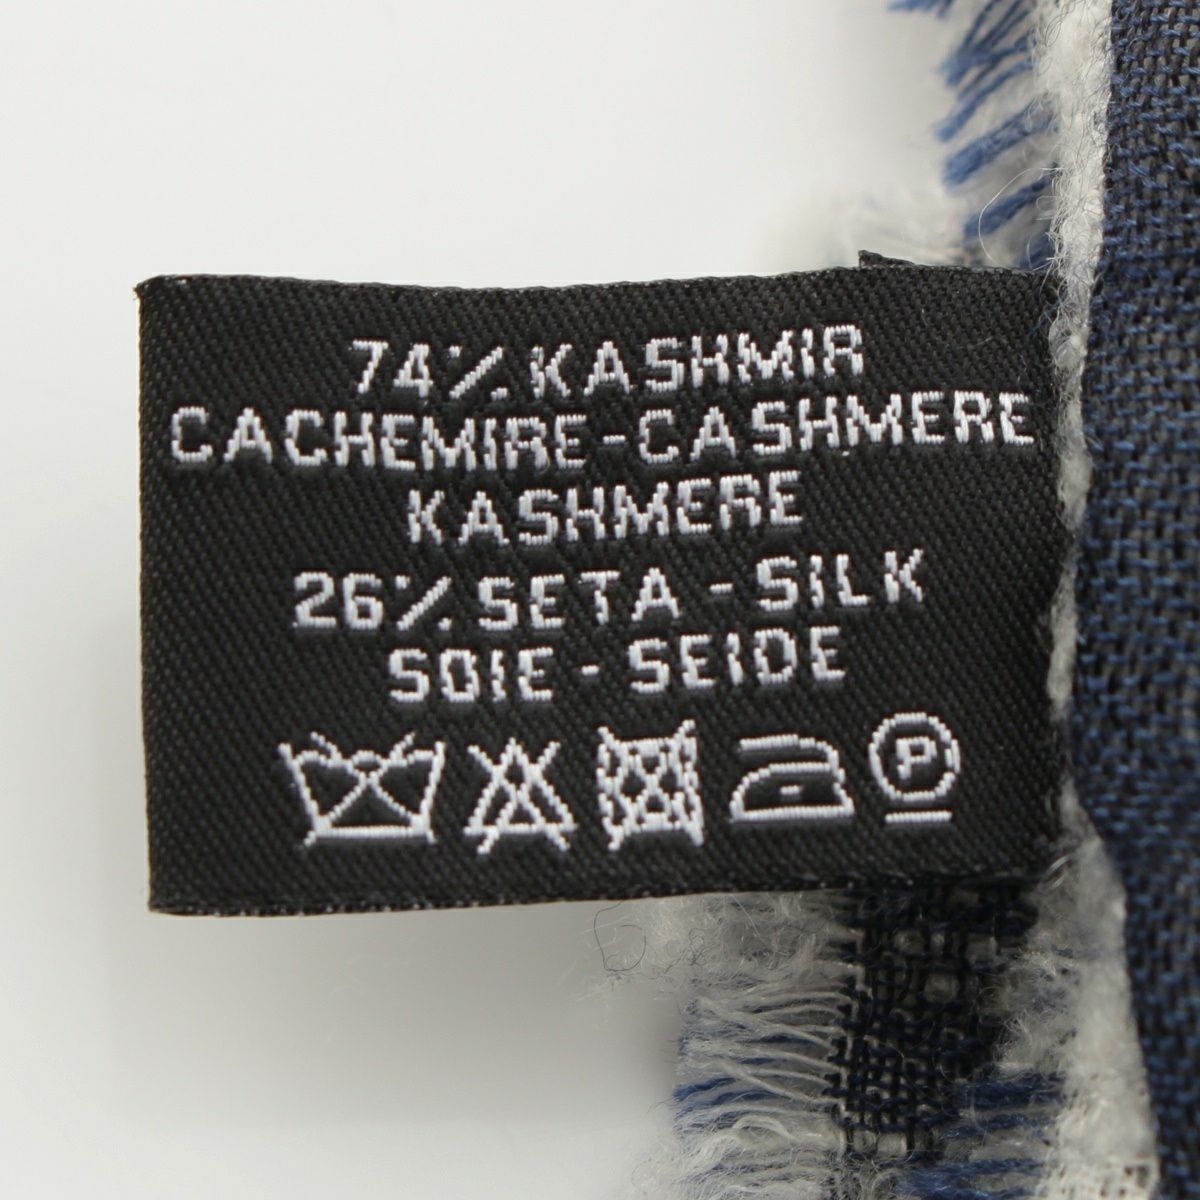 74% KASHMIR
CACHEMIRE-CASHMERE
KASHMERE
26% SETA - SILK
SOIE - SEIDE
P